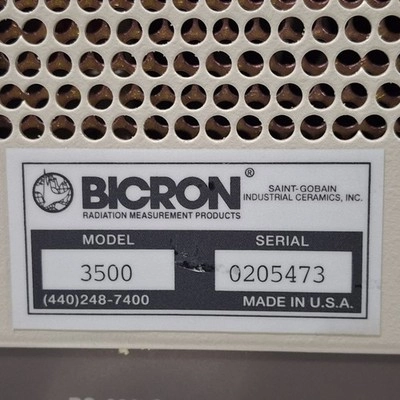 BICRON®
SAINT-GOBAIN
INDUSTRIAL CERAMICS, INC.
RADIATION MEASUREMENT PRODUCTS
MODEL SERIAL
3500 0205473
(440)248-7400 MADE IN U.S.A.